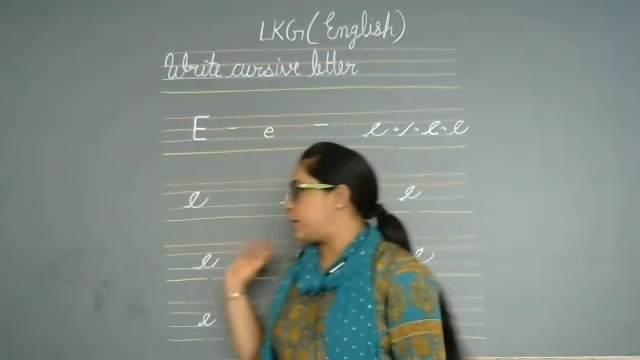 LKG (English)
Write cursive letter
E - e - e . / . e . e
e e
e e
e